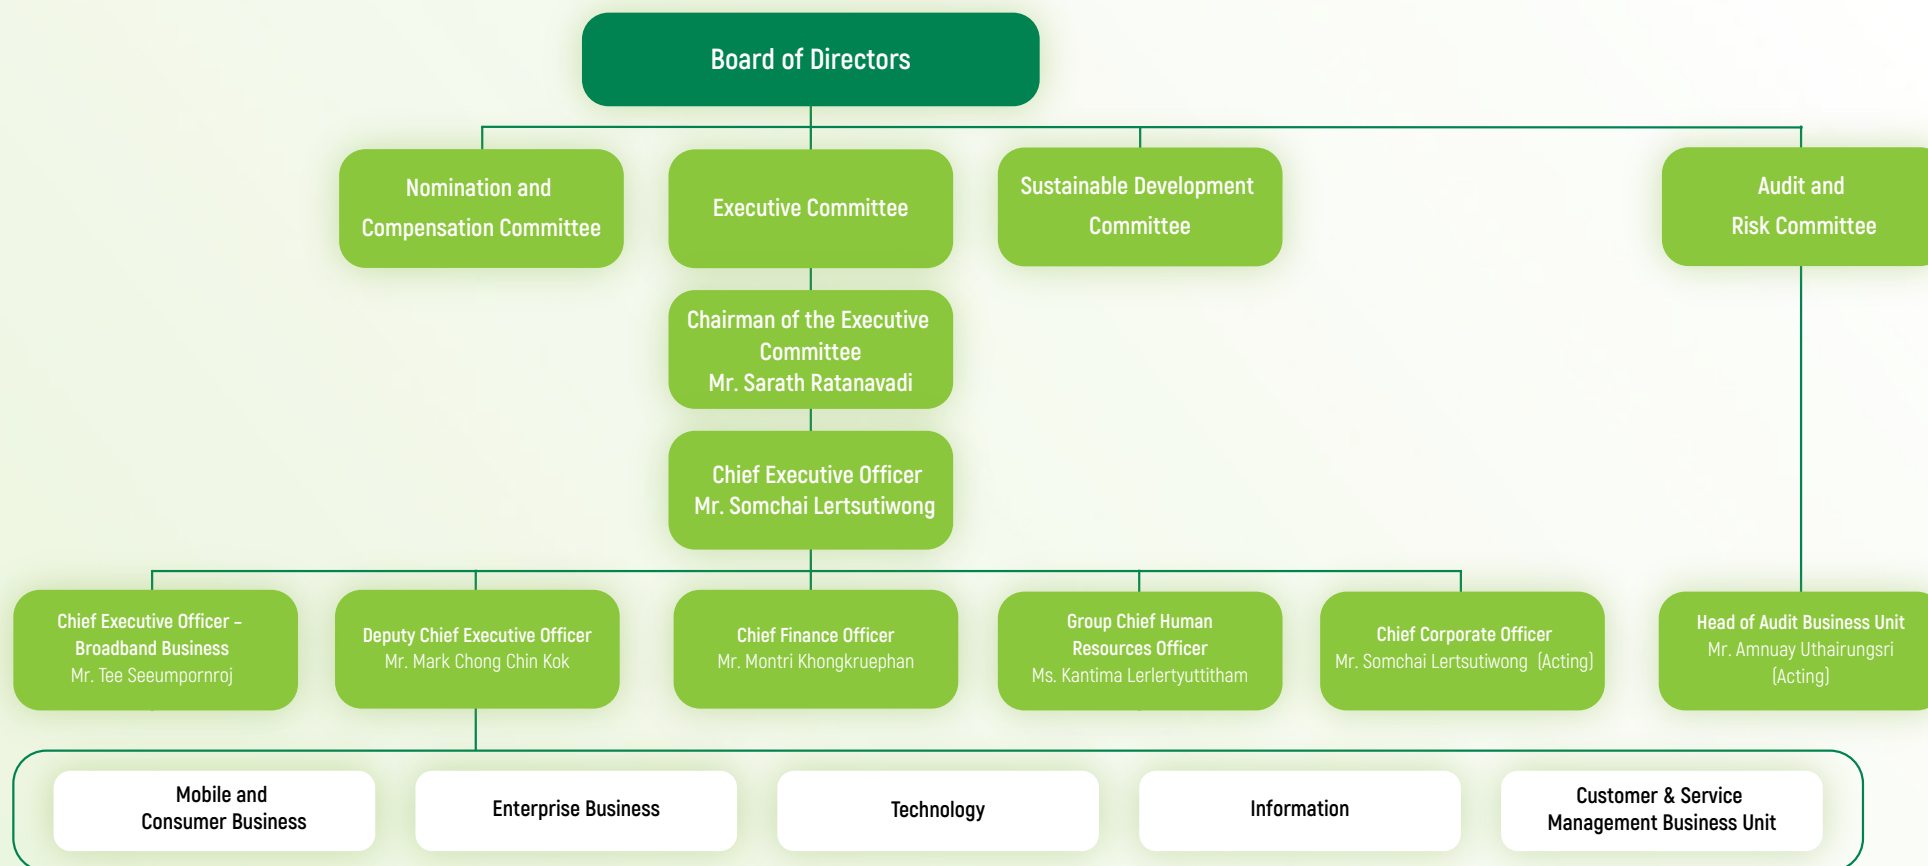 Board of Directors
Nomination and
Compensation Committee
Executive Committee
Sustainable Development
Committee
Audit and
Risk Committee
Chairman of the Executive
Committee
Mr. Sarath Ratanavadi
Chief Executive Officer
Mr. Somchai Lertsutiwong
Chief Executive Officer –
Broadband Business
Mr. Tee Seeumpornroj
Deputy Chief Executive Officer
Mr. Mark Chong Chin Kok
Chief Finance Officer
Mr. Montri Khongkruephan
Group Chief Human
Resources Officer
Ms. Kantima Lerlertyuttitham
Chief Corporate Officer
Mr. Somchai Lertsutiwong (Acting)
Head of Audit Business Unit
Mr. Amnuay Uthairungsri
(Acting)
Mobile and
Consumer Business
Enterprise Business
Technology
Information
Customer & Service
Management Business Unit